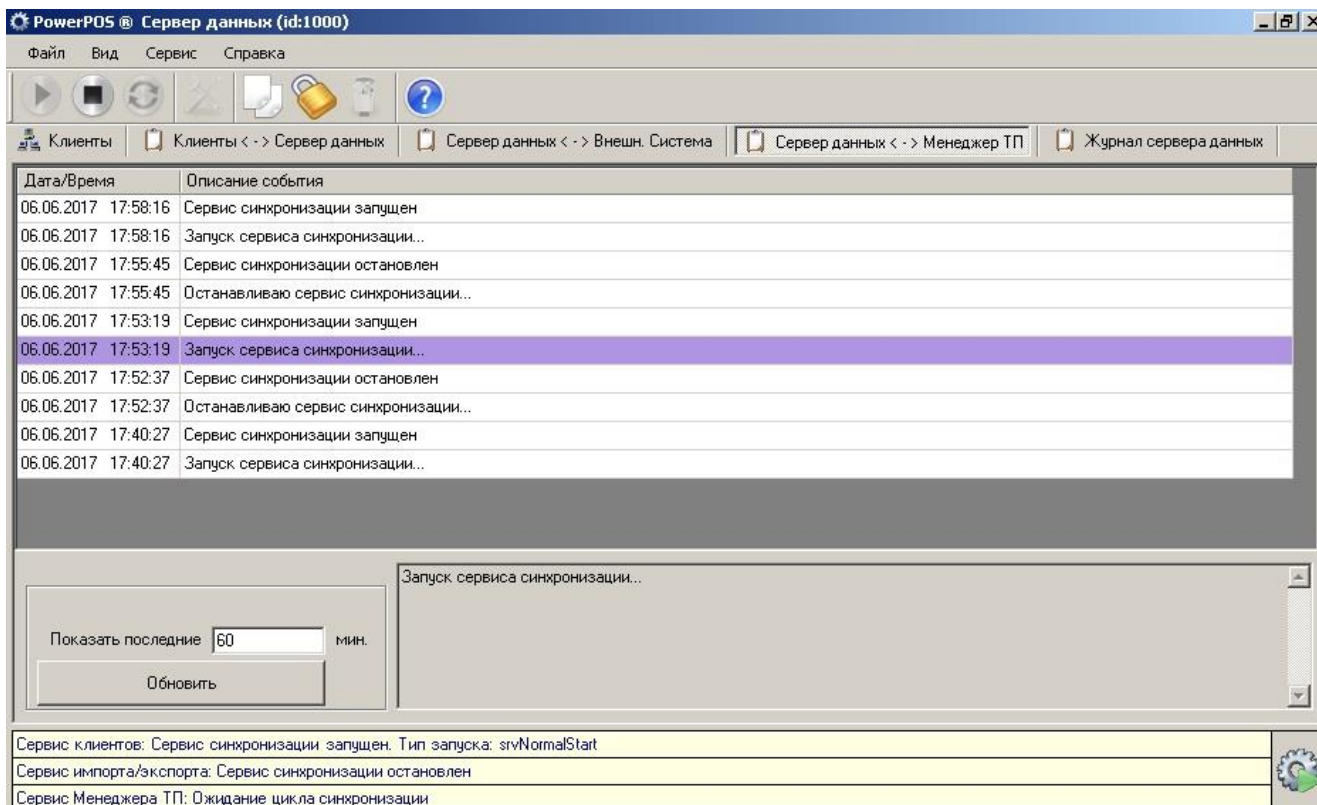 PowerPOS ® Сервер данных (id:1000)
Файл Вид Сервис Справка
Клиенты Клиенты < - > Сервер данных Сервер данных < - > Внешн. Система Сервер данных < - > Менеджер ТП Журнал сервера данных
Дата/Время Описание события
06.06.2017 17:58:16 Сервис синхронизации запущен
06.06.2017 17:58:16 Запуск сервиса синхронизации...
06.06.2017 17:55:45 Сервис синхронизации остановлен
06.06.2017 17:55:45 Останавливаю сервис синхронизации...
06.06.2017 17:53:19 Сервис синхронизации запущен
06.06.2017 17:53:19 Запуск сервиса синхронизации...
06.06.2017 17:52:37 Сервис синхронизации остановлен
06.06.2017 17:52:37 Останавливаю сервис синхронизации...
06.06.2017 17:40:27 Сервис синхронизации запущен
06.06.2017 17:40:27 Запуск сервиса синхронизации...
Запуск сервиса синхронизации...
Показать последние 60 мин.
Обновить
Сервис клиентов: Сервис синхронизации запущен. Тип запуска: srvNormalStart
Сервис импорта/экспорта: Сервис синхронизации остановлен
Сервис Менеджера ТП: Ожидание цикла синхронизации